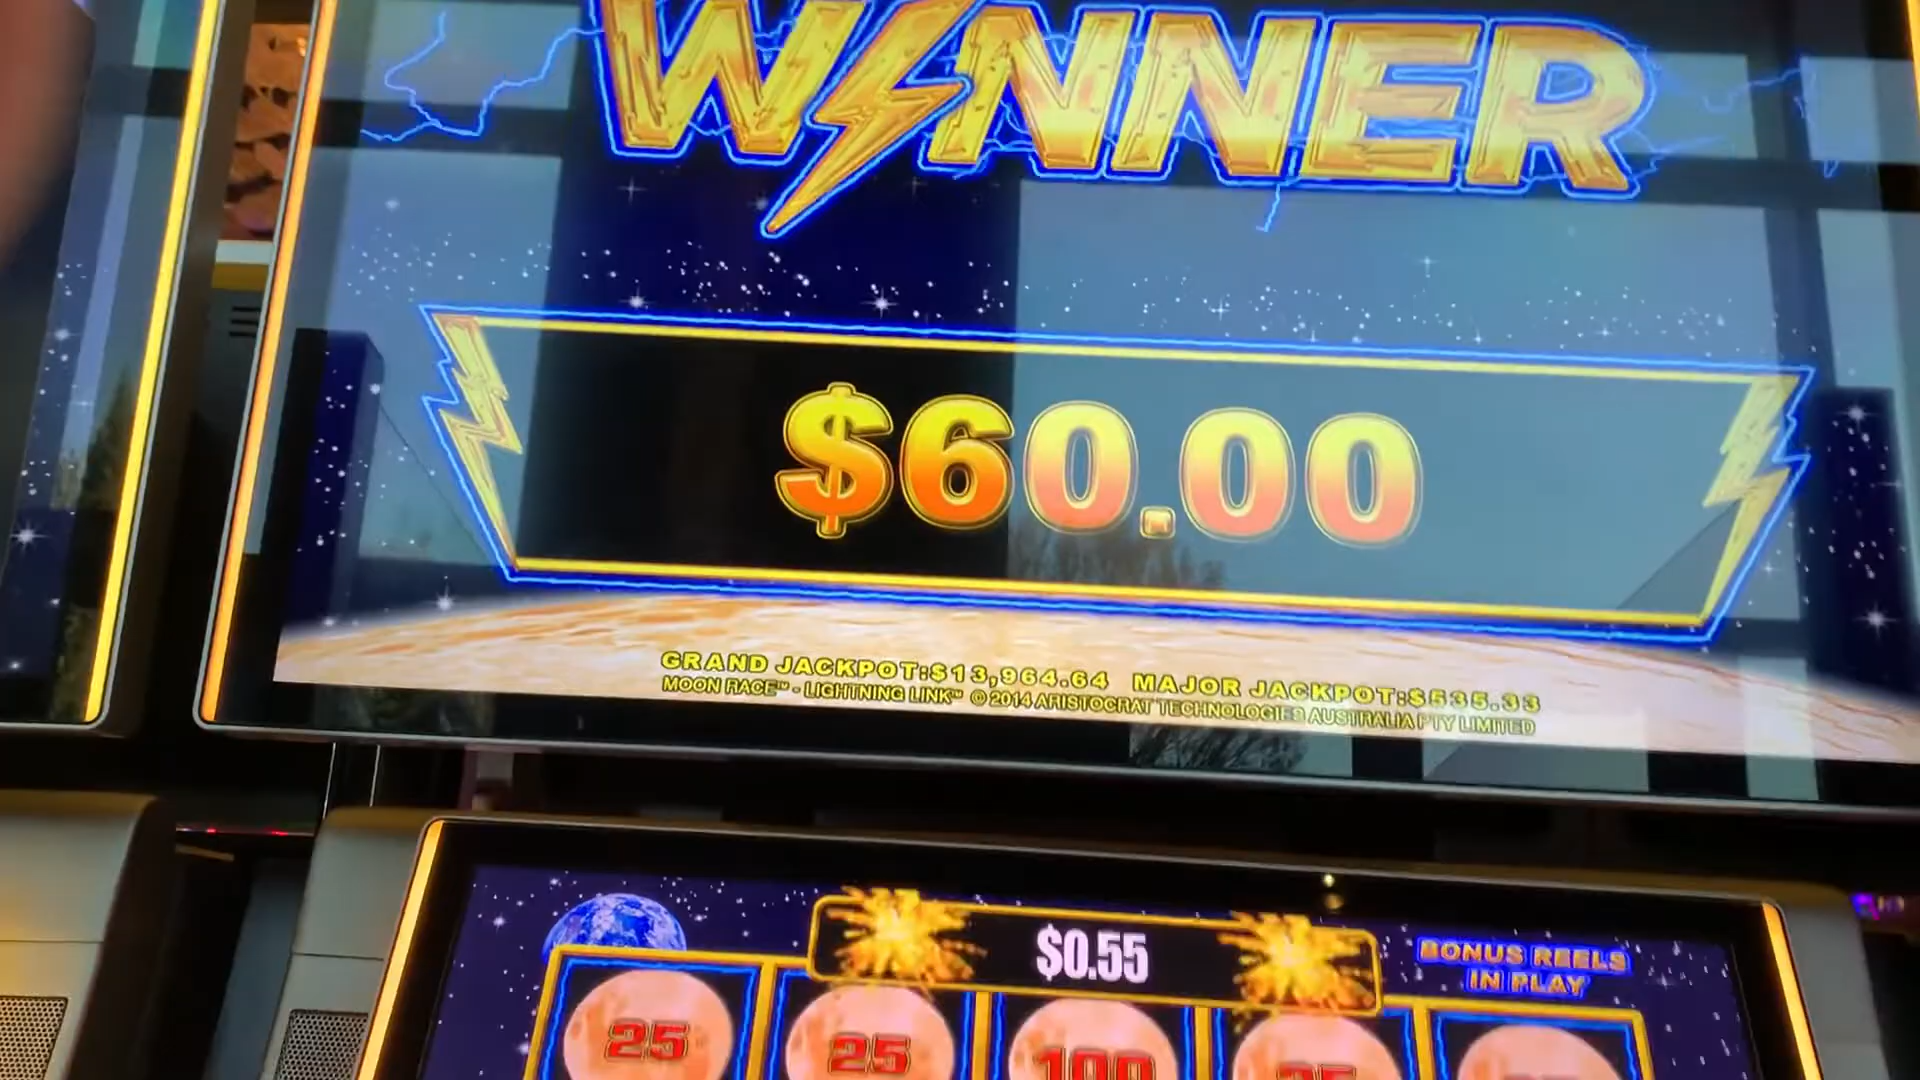 WINNER
$60.00
GRAND JACKPOT:$13,964.64 MAJOR JACKPOT:$535.33
MOON RACE™ - LIGHTNING LINK™ © 2014 ARISTOCRAT TECHNOLOGIES AUSTRALIA PTY LIMITED
$0.55
BONUS REELS
IN PLAY
25 25 100